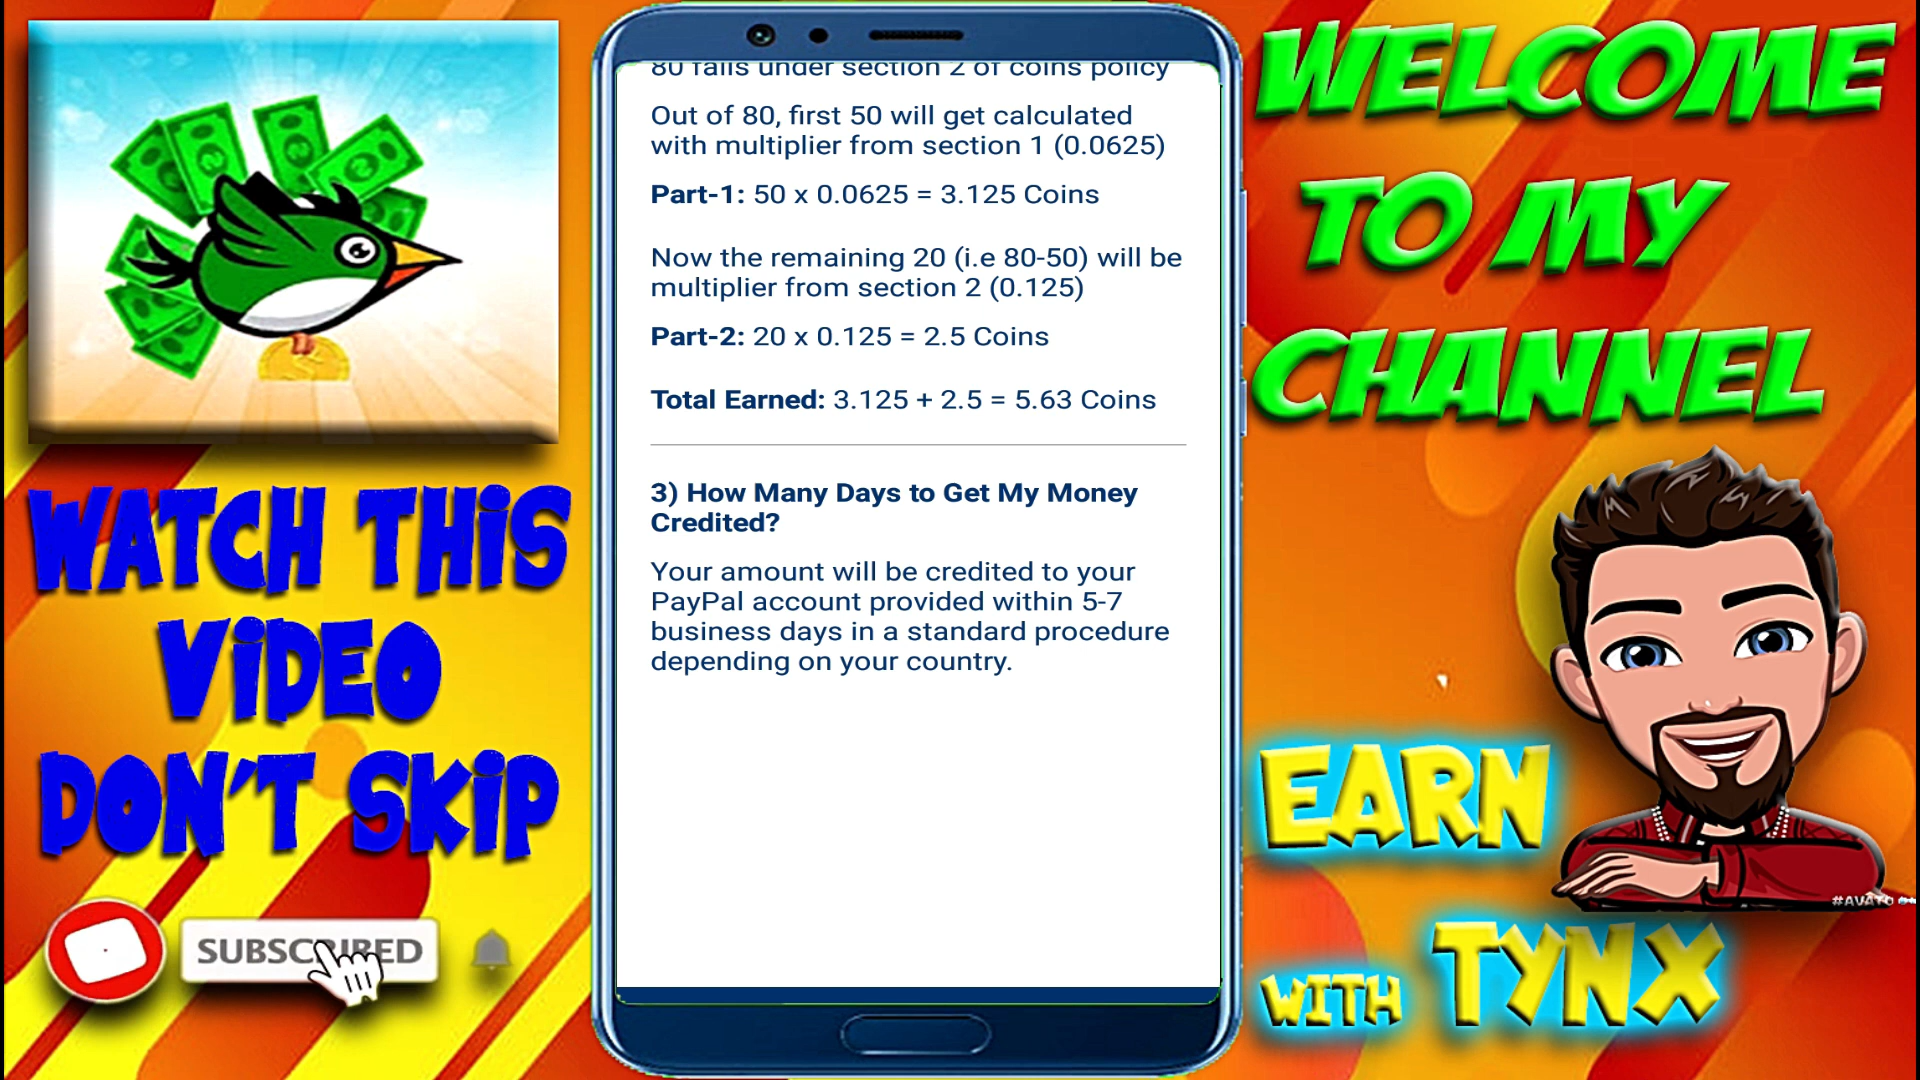 WELCOME
TO MY
CHANNEL
80 falls under section 2 of coins policy
Out of 80, first 50 will get calculated
with multiplier from section 1 (0.0625)
Part-1: 50 x 0.0625 = 3.125 Coins
Now the remaining 20 (i.e 80-50) will be
multiplier from section 2 (0.125)
Part-2: 20 x 0.125 = 2.5 Coins
Total Earned: 3.125 + 2.5 = 5.63 Coins
3) How Many Days to Get My Money
Credited?
Your amount will be credited to your
PayPal account provided within 5-7
business days in a standard procedure
depending on your country.
WATCH THiS
ViDEO
DON'T SKiP
SUBSCRIBED
EARN
WITH TYNX